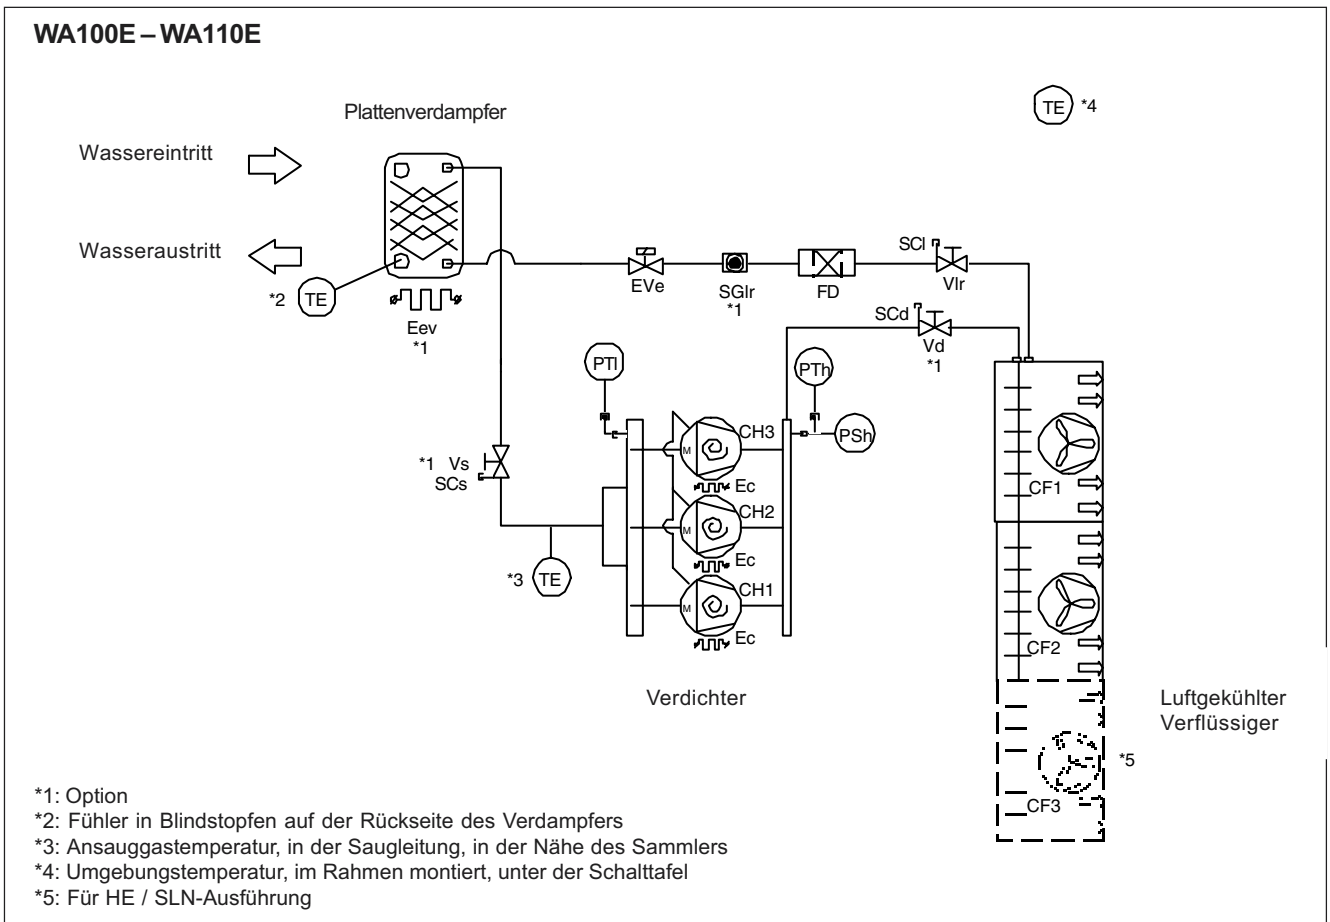 WA100E – WA110E
TE *4
Plattenverdampfer
Wassereintritt
Wasseraustritt
*2 TE
Eev
*1
EVe
SGlr
*1
FD
SCl
Vlr
SCd
Vd
*1
PTl
PTh
PSh
CH3
M
Ec
CH2
M
Ec
CH1
M
Ec
*1 Vs
SCs
*3 TE
CF1
CF2
CF3
*5
Verdichter
Luftgekühlter
Verflüssiger
*1: Option
*2: Fühler in Blindstopfen auf der Rückseite des Verdampfers
*3: Ansauggastemperatur, in der Saugleitung, in der Nähe des Sammlers
*4: Umgebungstemperatur, im Rahmen montiert, unter der Schalttafel
*5: Für HE / SLN-Ausführung